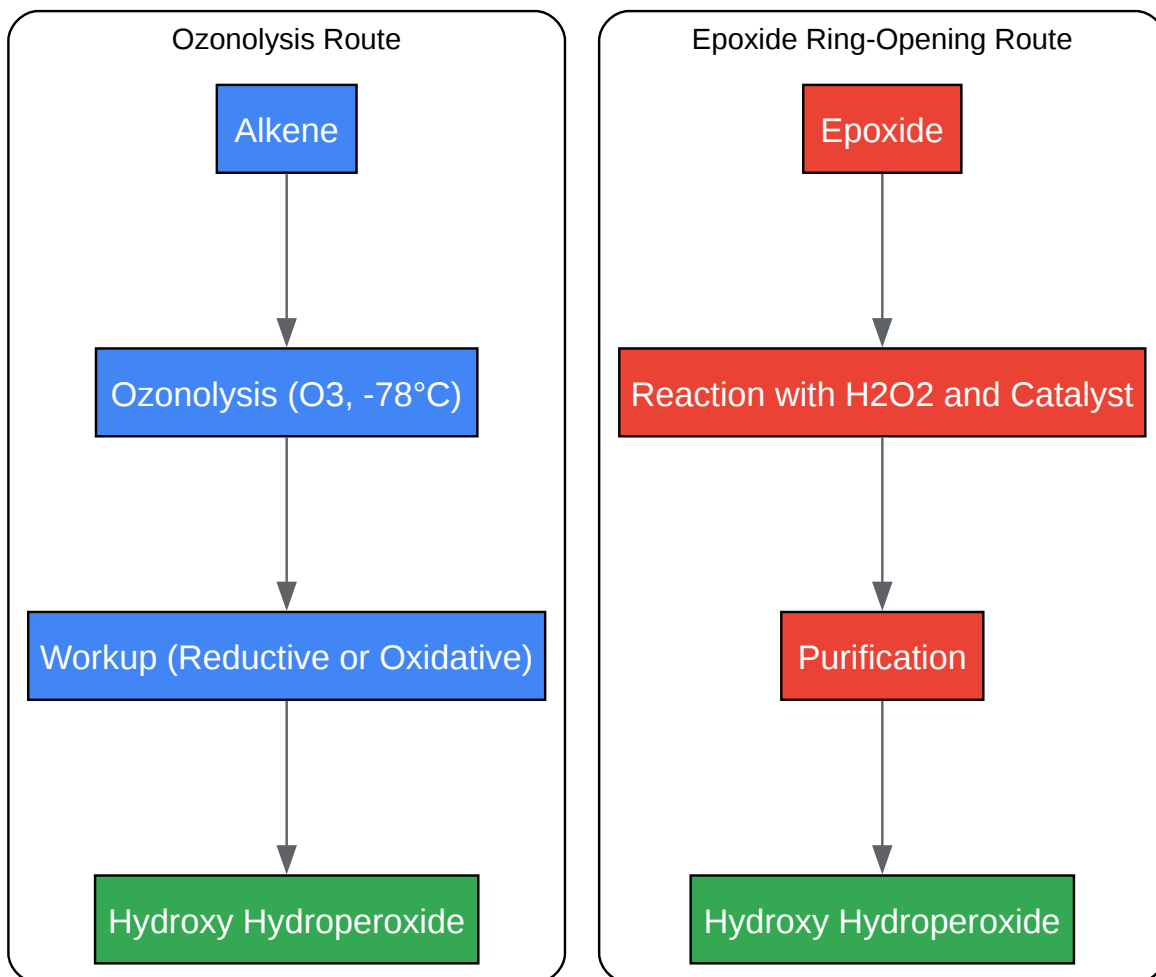 Ozonolysis Route
Alkene
Ozonolysis (O3, -78°C)
Workup (Reductive or Oxidative)
Hydroxy Hydroperoxide
Epoxide Ring-Opening Route
Epoxide
Reaction with H2O2 and Catalyst
Purification
Hydroxy Hydroperoxide